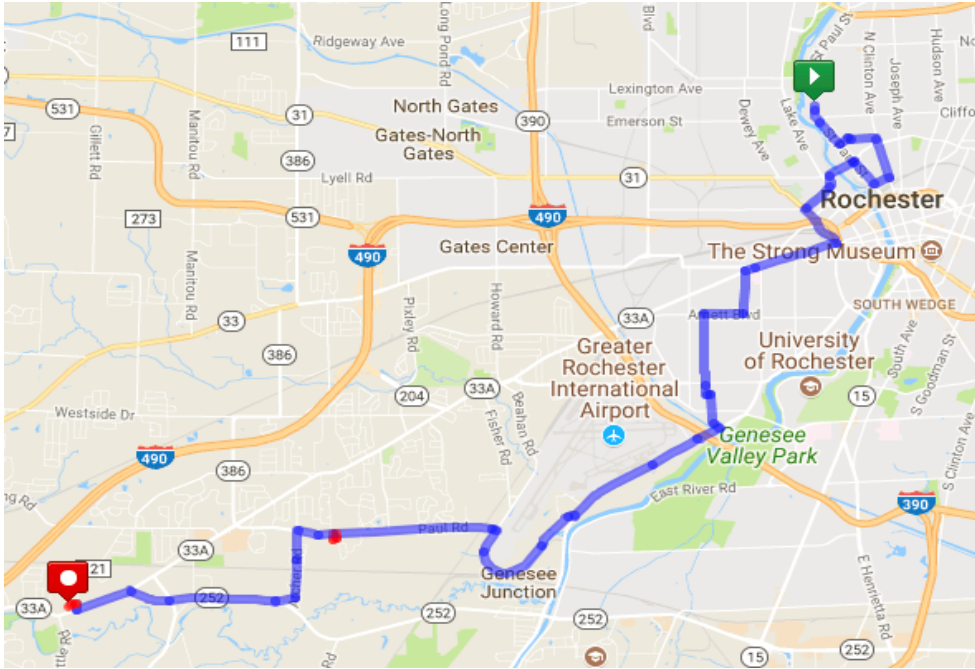 St Paul St
Blvd
Long Pond Rd
N Clinton Ave
Hudson Ave
111
Ridgeway Ave
Joseph Ave
531
Lexington Ave
North Gates
390
31
Gates-North
Gates
Emerson St
Dewey Ave
Lake Ave
Manitou Rd
Gillett Rd
386
Lyell Rd
31
Rochester
273
531
490
Gates Center
490
The Strong Museum
Manitou Rd
Howard Rd
Pixley Rd
SOUTH WEDGE
33
33A
Arnett Blvd
386
Greater
Rochester
International
Airport
University
of Rochester
South Ave
S Goodman St
204
33A
15
Westside Dr
Fisher Rd
Beahan Rd
Genesee
Valley Park
S Clinton Ave
490
386
East River Rd
390
Paul Rd
33A
E Henrietta Rd
Genesee
Junction
33A
252
252
252
252
15